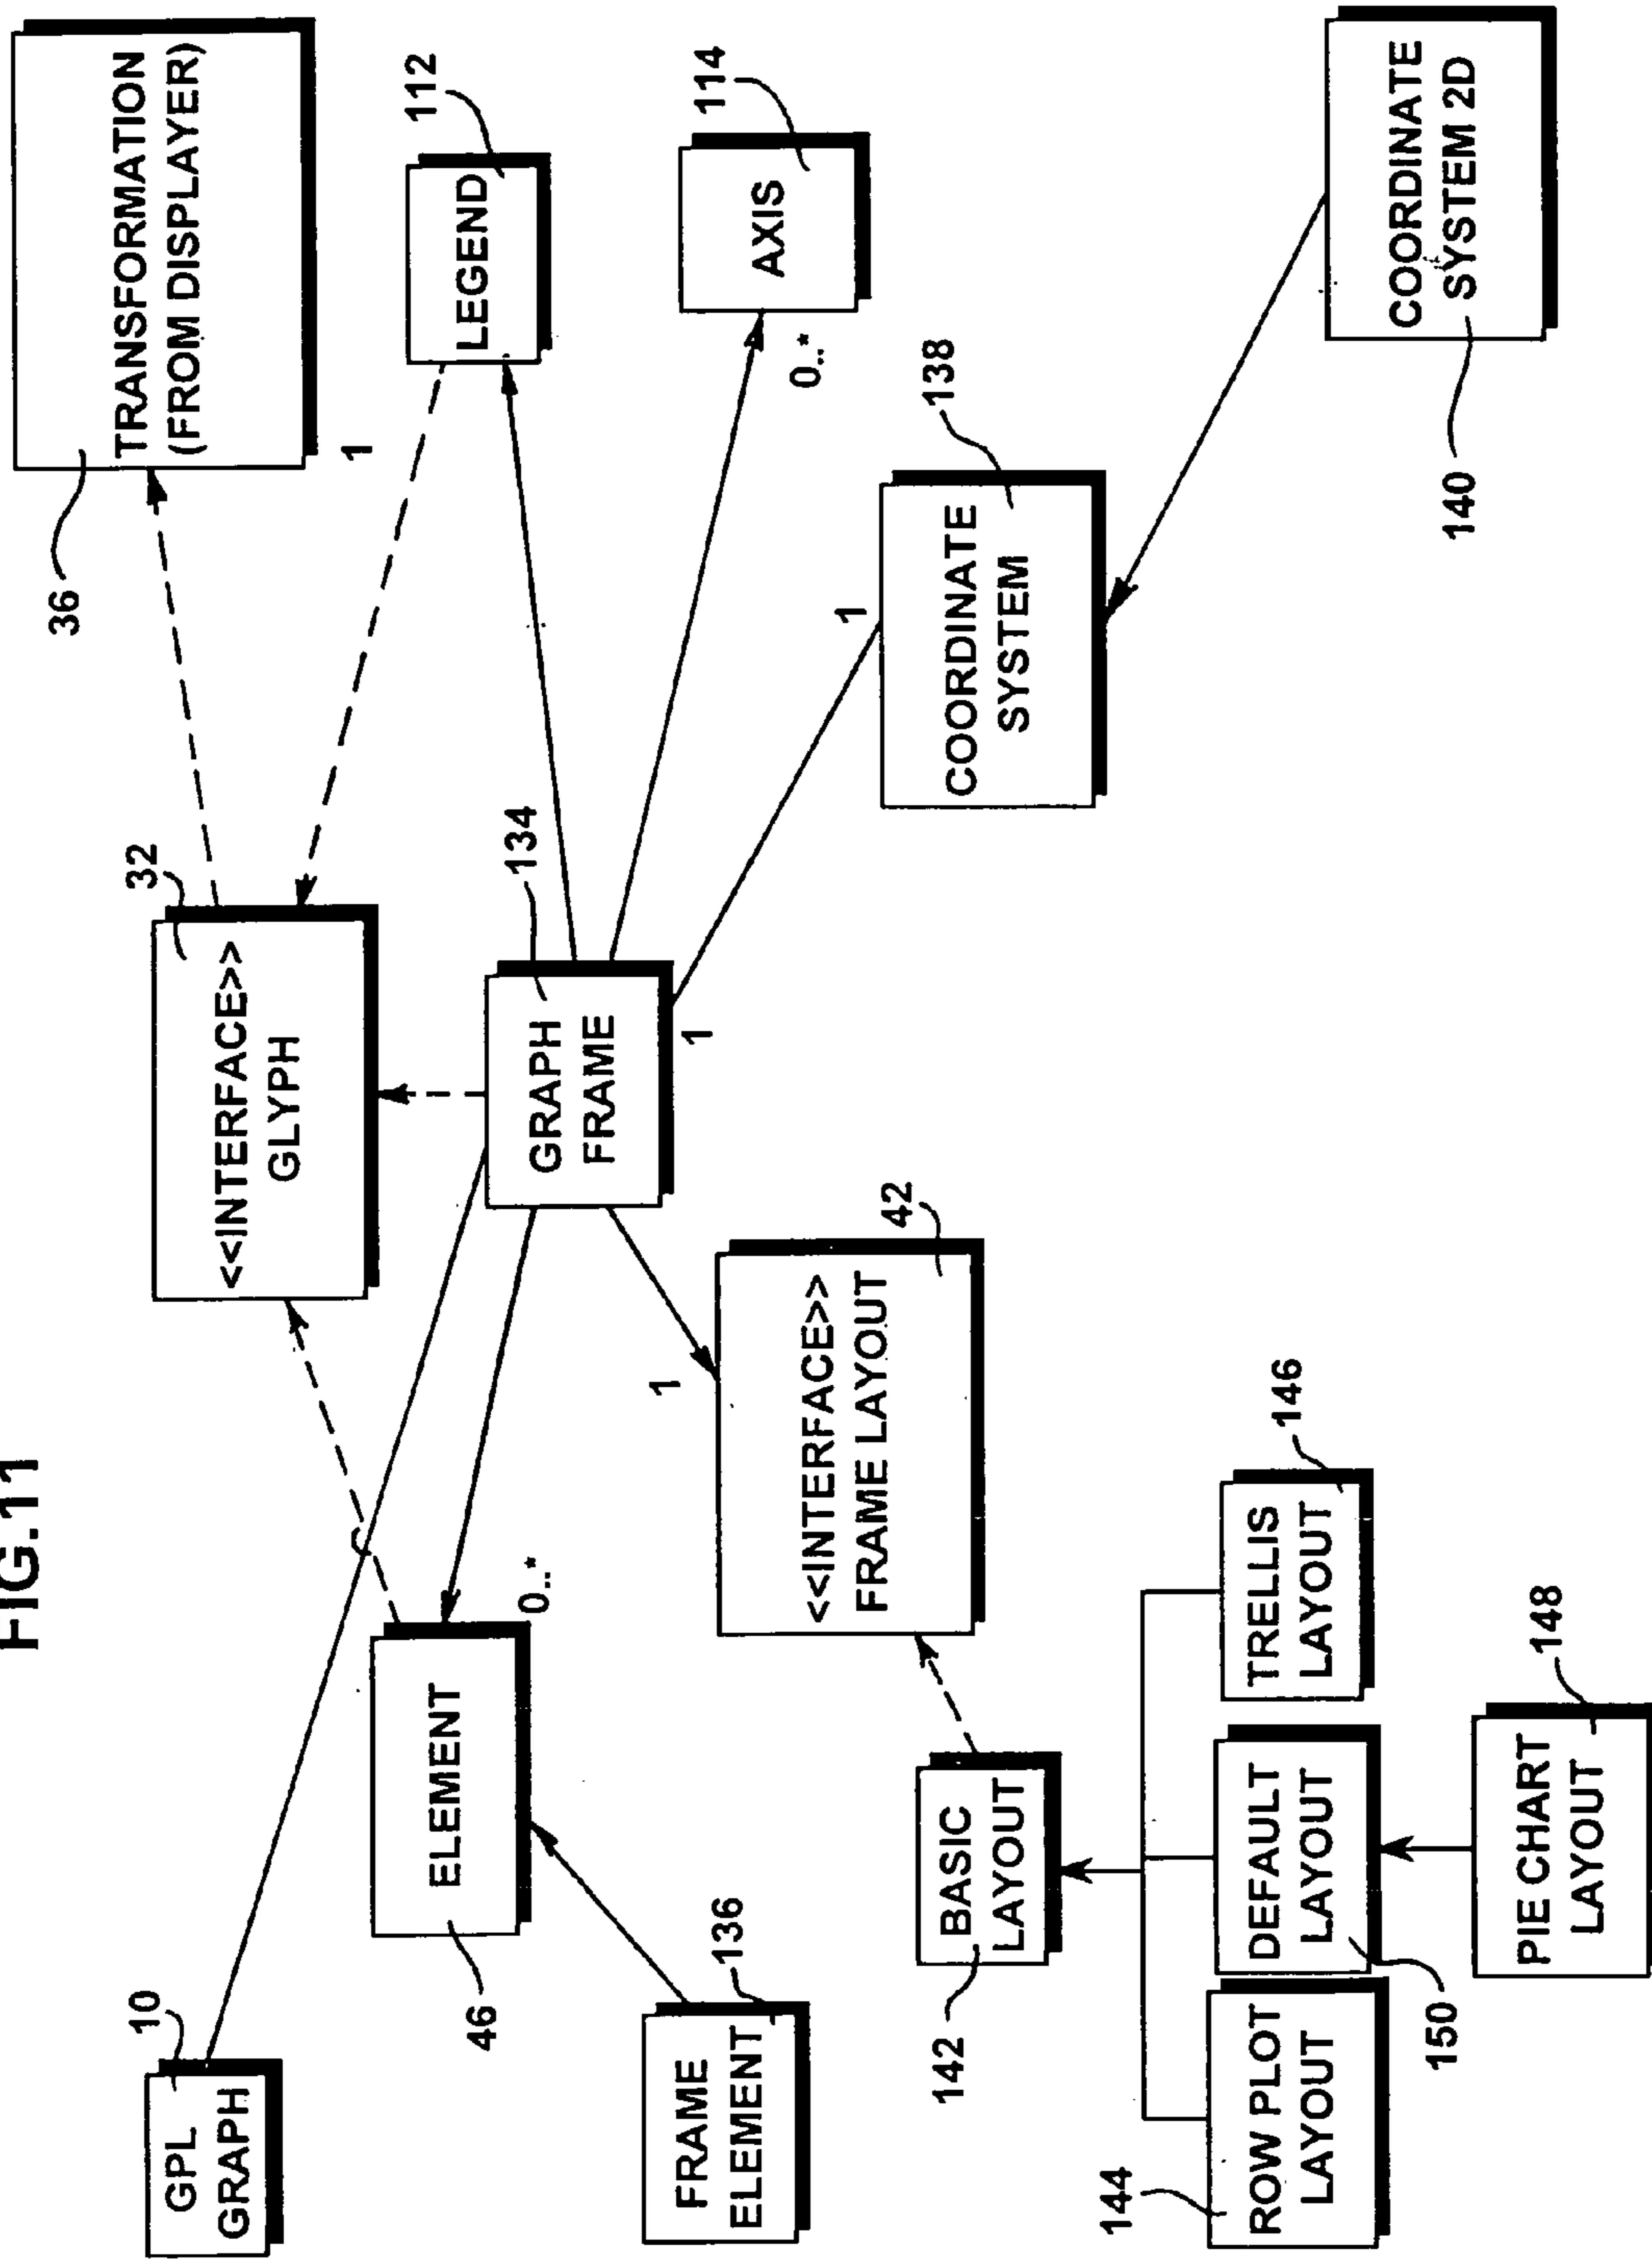 FIG.11
36
TRANSFORMATION
(FROM DISPLAYER)
1
32
<<INTERFACE>>
GLYPH
10
GPL
GRAPH
112
LEGEND
46
ELEMENT
0..*
134
GRAPH
FRAME
1
114
AXIS
0..*
136
FRAME
ELEMENT
1
42
<<INTERFACE>>
FRAME LAYOUT
1
138
COORDINATE
SYSTEM
142
BASIC
LAYOUT
144
ROW PLOT
LAYOUT
150
DEFAULT
LAYOUT
146
TRELLIS
LAYOUT
148
PIE CHART
LAYOUT
140
COORDINATE
SYSTEM 2D